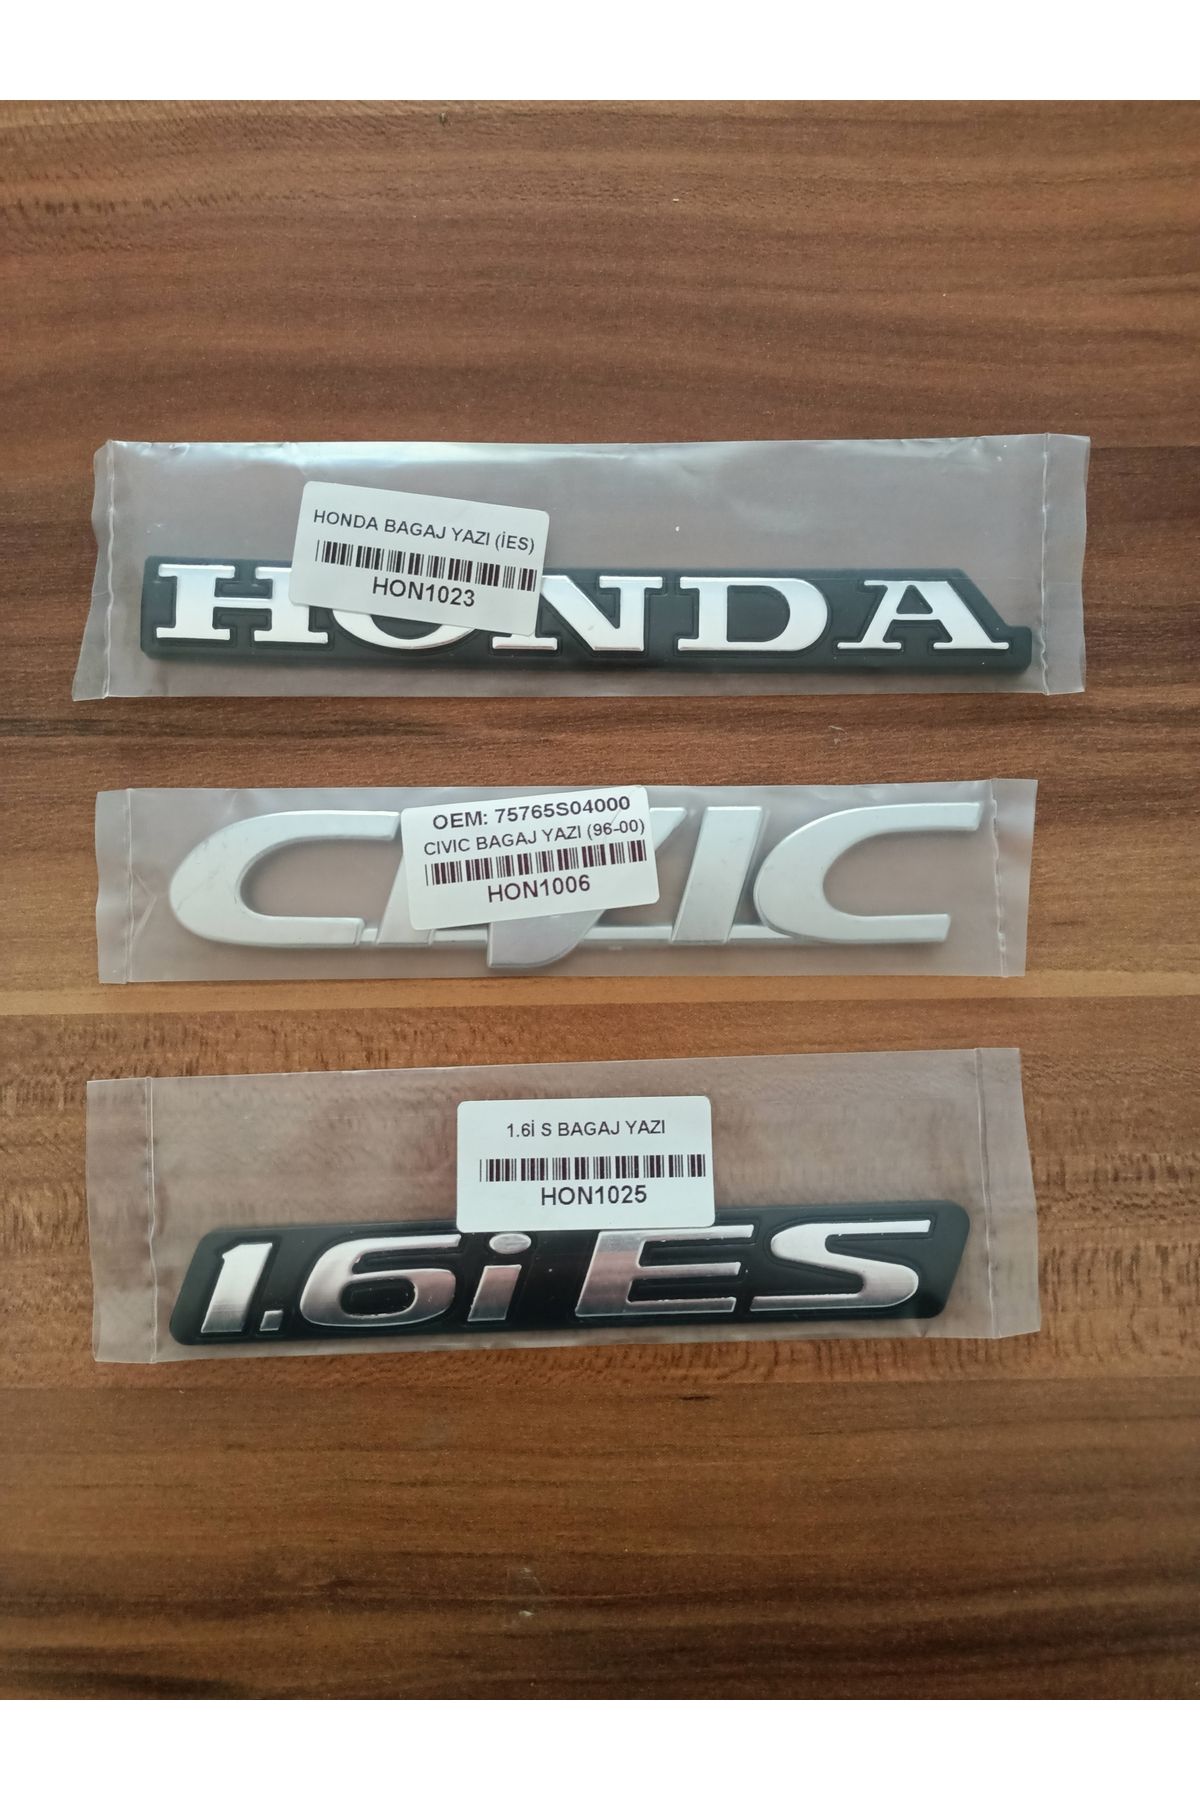 HONDA BAGAJ YAZI (İES)
HON1023
HONDA
OEM: 75765S04000
CIVIC BAGAJ YAZI (96-00)
HON1006
CIVIC
1.6İ S BAGAJ YAZI
HON1025
1.6i ES